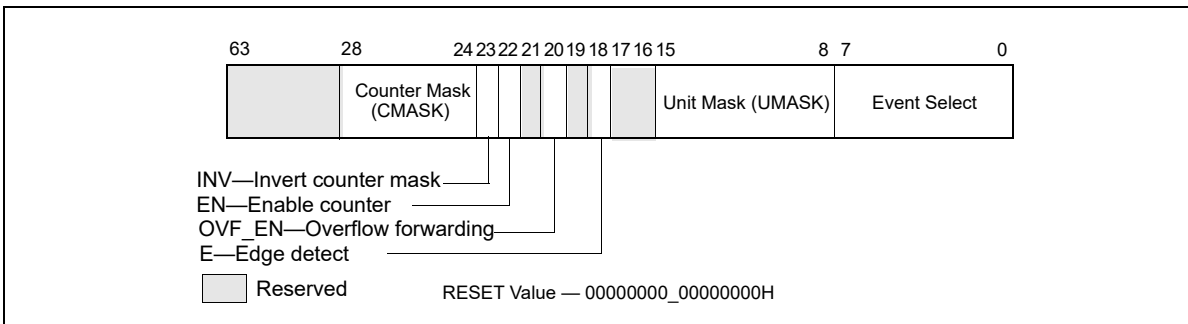 63 28 24 23 22 21 20 19 18 17 16 15 8 7 0
Counter Mask
(CMASK)
Unit Mask (UMASK)
Event Select
INV—Invert counter mask
EN—Enable counter
OVF_EN—Overflow forwarding
E—Edge detect
Reserved
RESET Value — 00000000_00000000H